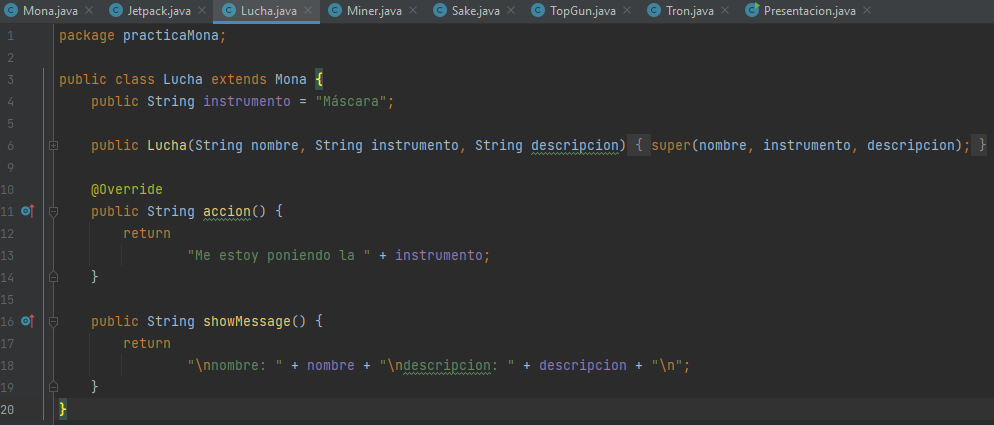 Mona.java Jetpack.java Lucha.java Miner.java Sake.java TopGun.java Tron.java Presentacion.java
1 package practicaMona;
2
3 public class Lucha extends Mona {
4 public String instrumento = "Máscara";
5
6 public Lucha(String nombre, String instrumento, String descripcion) { super(nombre, instrumento, descripcion); }
9
10 @Override
11 public String accion() {
12 return
13 "Me estoy poniendo la " + instrumento;
14 }
15
16 public String showMessage() {
17 return
18 "\nnombre: " + nombre + "\ndescripcion: " + descripcion + "\n";
19 }
20 }